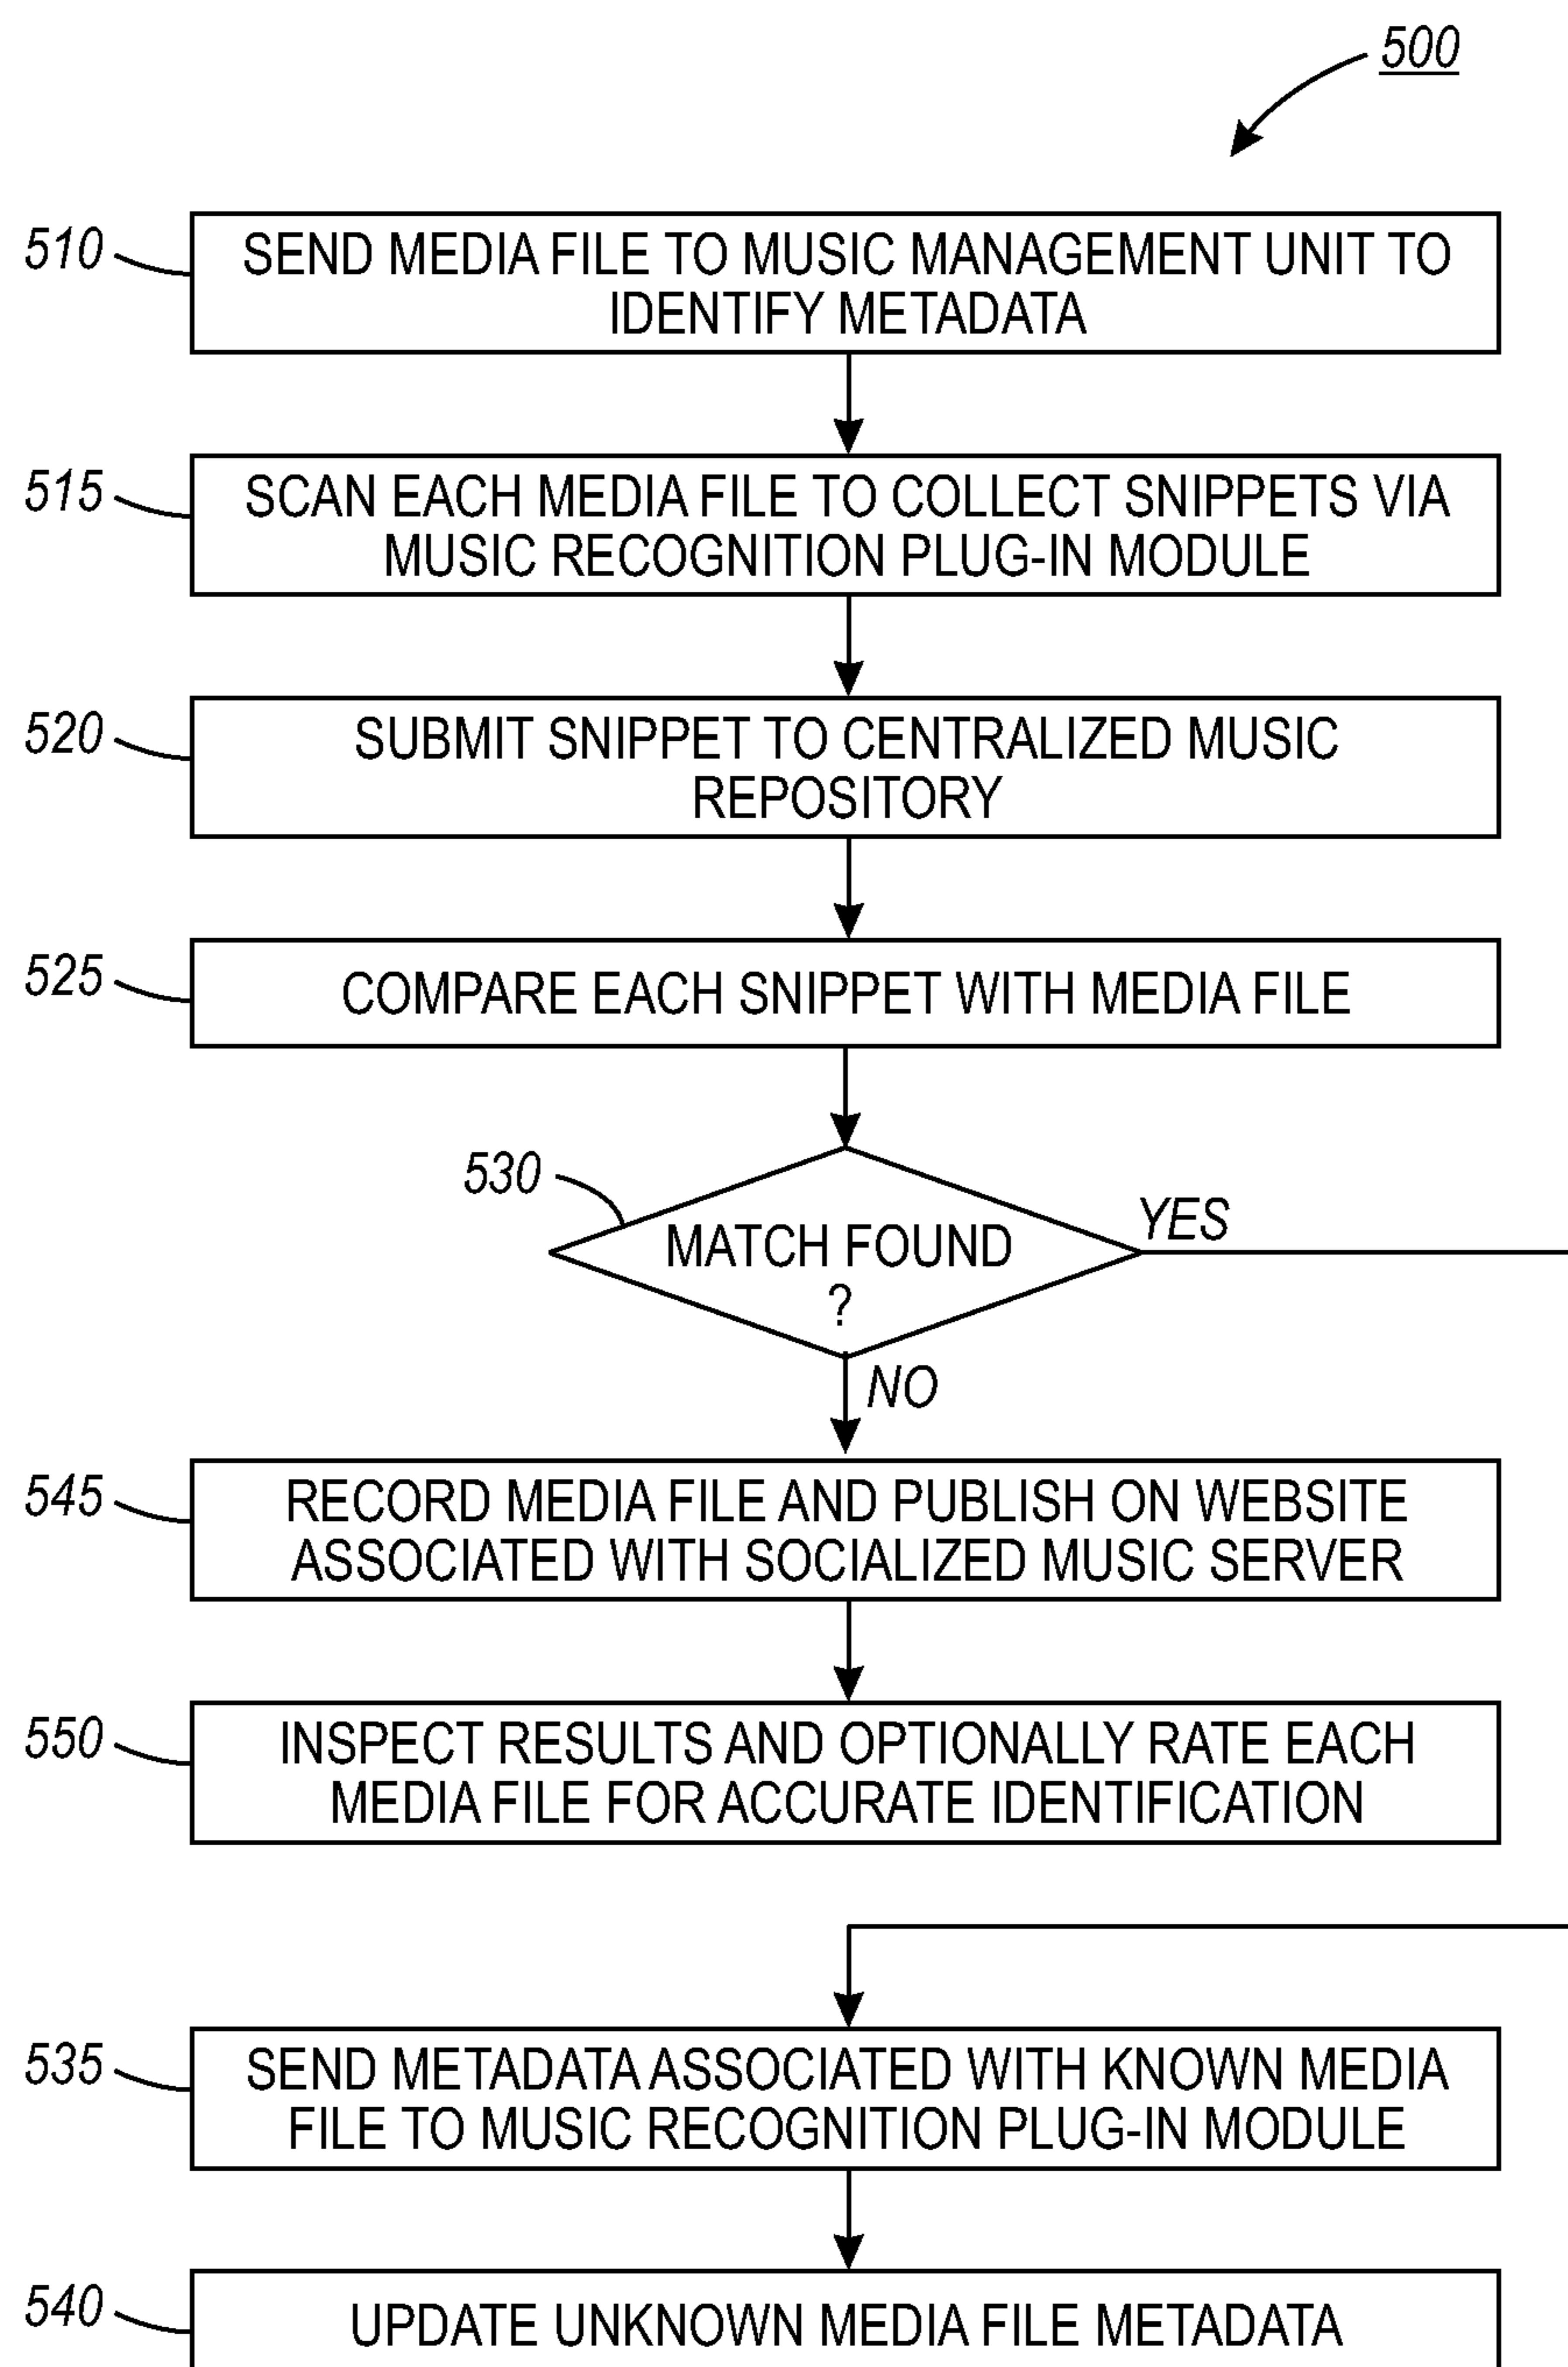 500
510
SEND MEDIA FILE TO MUSIC MANAGEMENT UNIT TO
IDENTIFY METADATA
515
SCAN EACH MEDIA FILE TO COLLECT SNIPPETS VIA
MUSIC RECOGNITION PLUG-IN MODULE
520
SUBMIT SNIPPET TO CENTRALIZED MUSIC
REPOSITORY
525
COMPARE EACH SNIPPET WITH MEDIA FILE
530
MATCH FOUND
?
YES
NO
545
RECORD MEDIA FILE AND PUBLISH ON WEBSITE
ASSOCIATED WITH SOCIALIZED MUSIC SERVER
550
INSPECT RESULTS AND OPTIONALLY RATE EACH
MEDIA FILE FOR ACCURATE IDENTIFICATION
535
SEND METADATA ASSOCIATED WITH KNOWN MEDIA
FILE TO MUSIC RECOGNITION PLUG-IN MODULE
540
UPDATE UNKNOWN MEDIA FILE METADATA